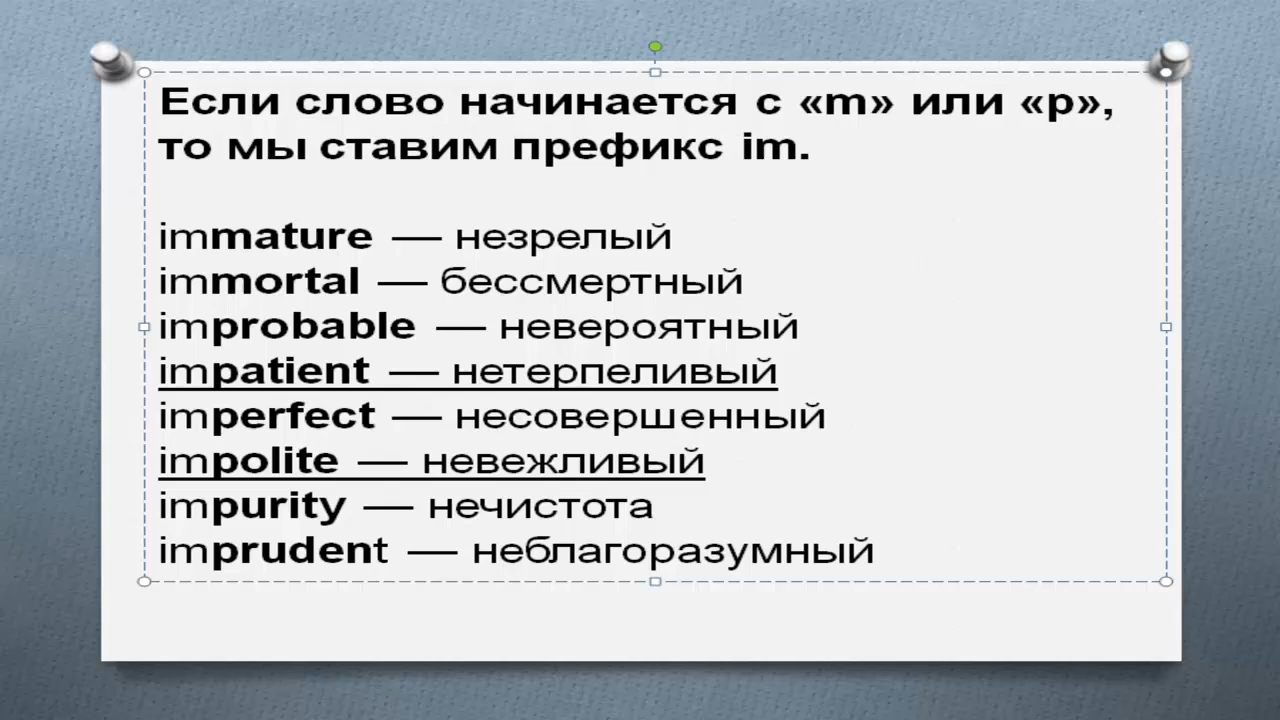 Если слово начинается с «m» или «p»,
то мы ставим префикс im.
immature — незрелый
immortal — бессмертный
improbable — невероятный
impatient — нетерпеливый
imperfect — несовершенный
impolite — невежливый
impurity — нечистота
imprudent — неблагоразумный